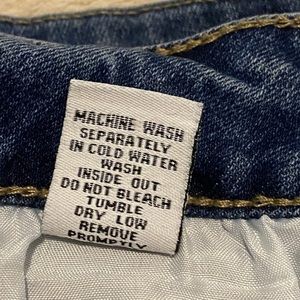 MACHINE WASH
SEPARATELY
IN COLD WATER
WASH
INSIDE OUT
DO NOT BLEACH
TUMBLE
DRY LOW
REMOVE
PROMPTLY